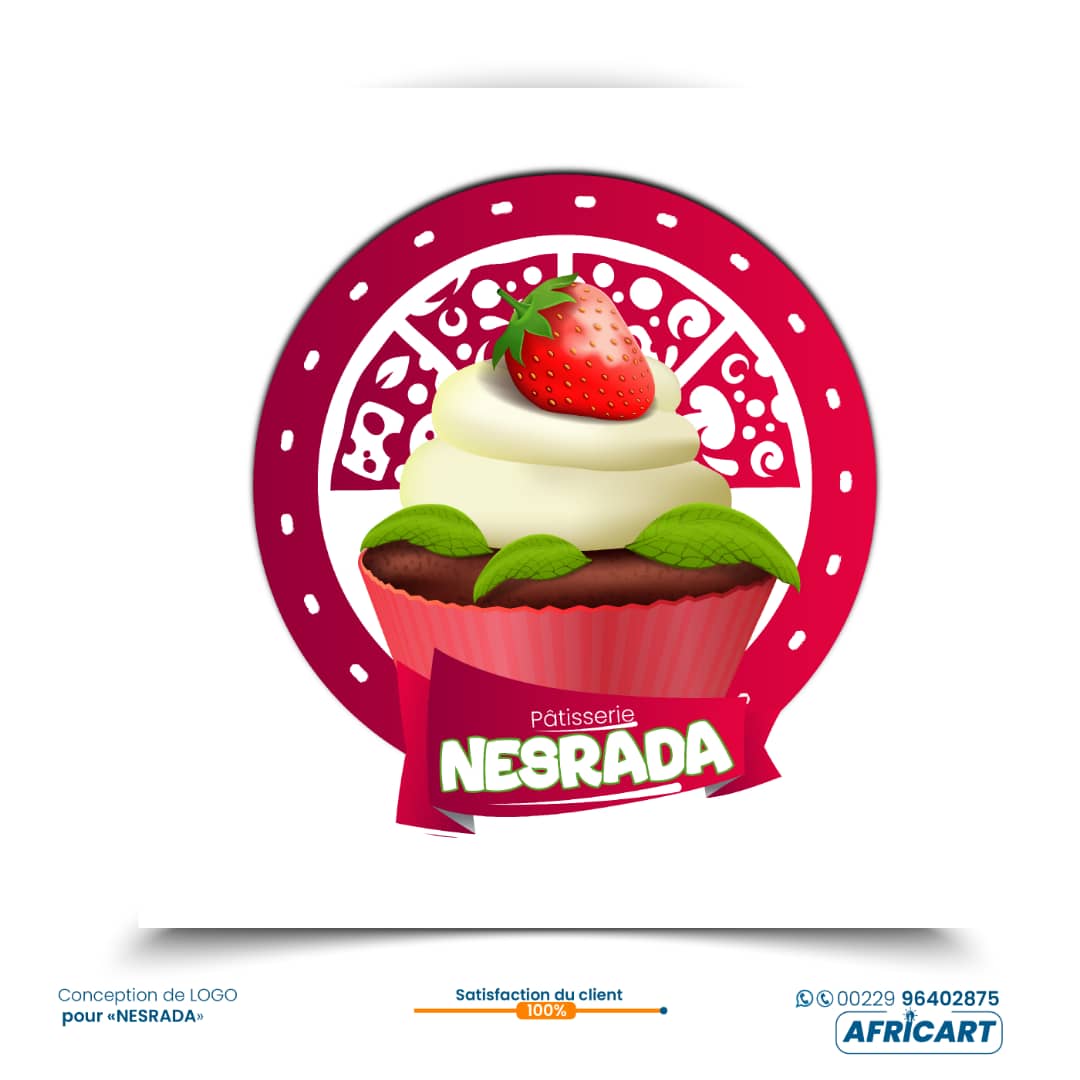 Pâtisserie
NESRADA
Conception de LOGO
pour «NESRADA»
Satisfaction du client
100%
00229 96402875
AFRICART